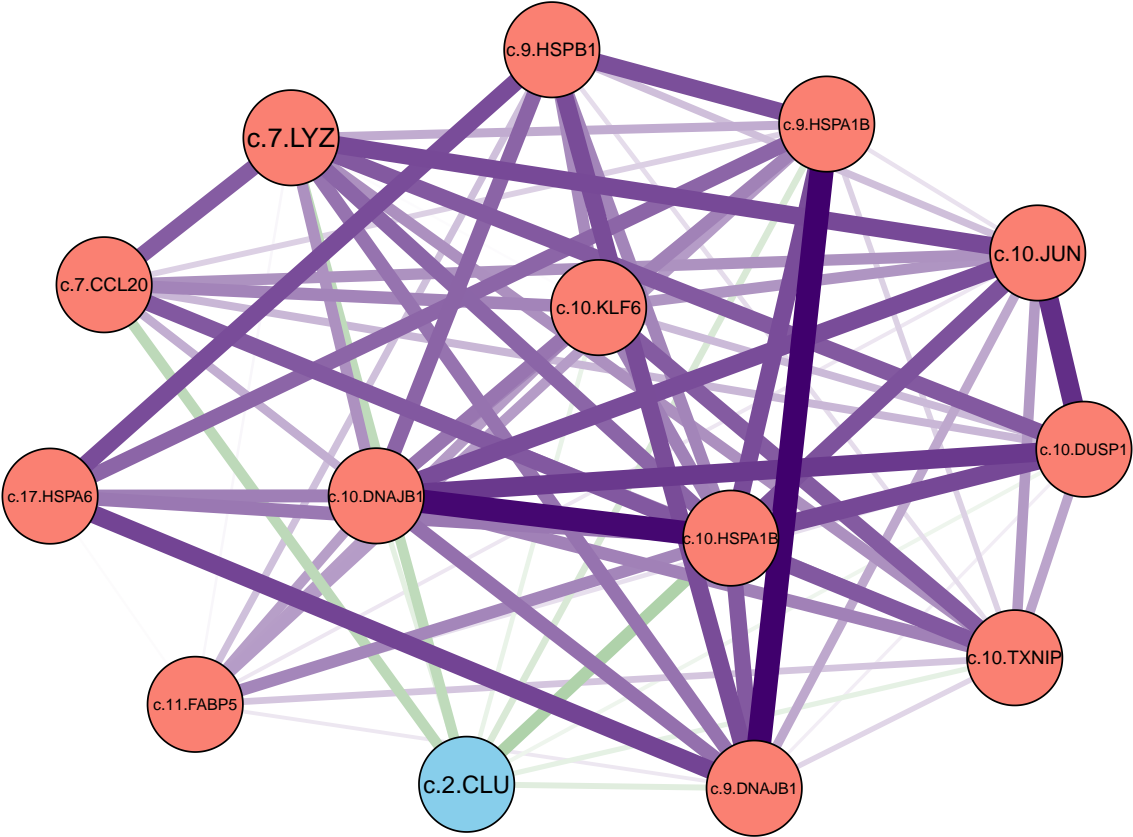 c.9.HSPB1
c.9.HSPA1B
c.7.LYZ
c.10.JUN
c.7.CCL20
c.10.KLF6
c.10.DUSP1
c.17.HSPA6
c.10.DNAJB1
c.10.HSPA1B
c.10.TXNIP
c.11.FABP5
c.2.CLU
c.9.DNAJB1